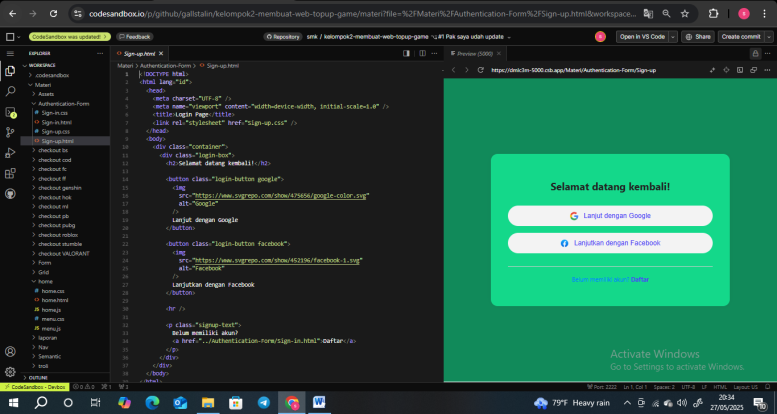 codesandbox.io/p/github/gallstalin/kelompok2-membuat-web-topup-game/materi?file=%2FMateri%2FAuthentication-Form%2FSign-up.html&workspace...
CodeSandbox was updated!
Feedback
Repository
smk / kelompok2-membuat-web-topup-game
#1 Pak saya udah update
Open in VS Code
Share
Create commit
EXPLORER
Sign-up.html
Preview (5000)
WORKSPACE
.codesandbox
Materi
Assets
Authentication-Form
Sign-in.css
Sign-in.html
Sign-up.css
Sign-up.html
checkout bs
checkout cod
checkout fc
checkout ff
checkout genshin
checkout hok
checkout ml
checkout pb
checkout pubg
checkout roblox
checkout stumble
checkout VALORANT
Form
Grid
home
home.css
home.html
home.js
menu.css
menu.js
laporan
Nav
Semantic
troli
OUTLINE
Materi > Authentication-Form > Sign-up.html
1 <!DOCTYPE html>
2 <html lang="id">
3 <head>
4 <meta charset="UTF-8" />
5 <meta name="viewport" content="width=device-width, initial-scale=1.0" />
6 <title>Login Page</title>
7 <link rel="stylesheet" href="Sign-up.css" />
8 </head>
9 <body>
10 <div class="container">
11 <div class="login-box">
12 <h2>Selamat datang kembali!</h2>
13
14 <button class="login-button google">
15 <img
16 src="https://www.svgrepo.com/show/475656/google-color.svg"
17 alt="Google"
18 />
19 Lanjut dengan Google
20 </button>
21
22 <button class="login-button facebook">
23 <img
24 src="https://www.svgrepo.com/show/452196/facebook-1.svg"
25 alt="Facebook"
26 />
27 Lanjutkan dengan Facebook
28 </button>
29
30 <hr />
31
32 <p class="signup-text">
33 Belum memiliki akun?
34 <a href="../Authentication-Form/Sign-in.html">Daftar</a>
35 </p>
36 </div>
37 </div>
38 </body>
https://dmlc3m-5000.csb.app/Materi/Authentication-Form/Sign-up
Selamat datang kembali!
Lanjut dengan Google
Lanjutkan dengan Facebook
Belum memiliki akun? Daftar
Activate Windows
Go to Settings to activate Windows.
CodeSandbox - Devbox
Port: 2222
Ln 1, Col 1
Spaces: 2
UTF-8
LF
HTML
Layout: US
79°F Heavy rain
20:34
27/05/2025